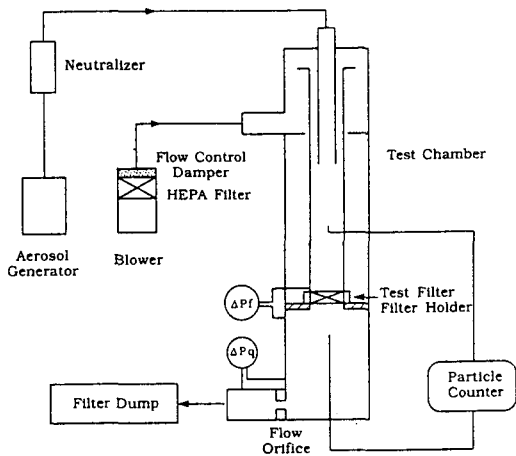 Neutralizer
Flow Control
Damper
HEPA Filter
Test Chamber
Aerosol
Generator
Blower
ΔPf
Test Filter
Filter Holder
ΔPq
Particle
Counter
Filter Dump
Flow
Orifice